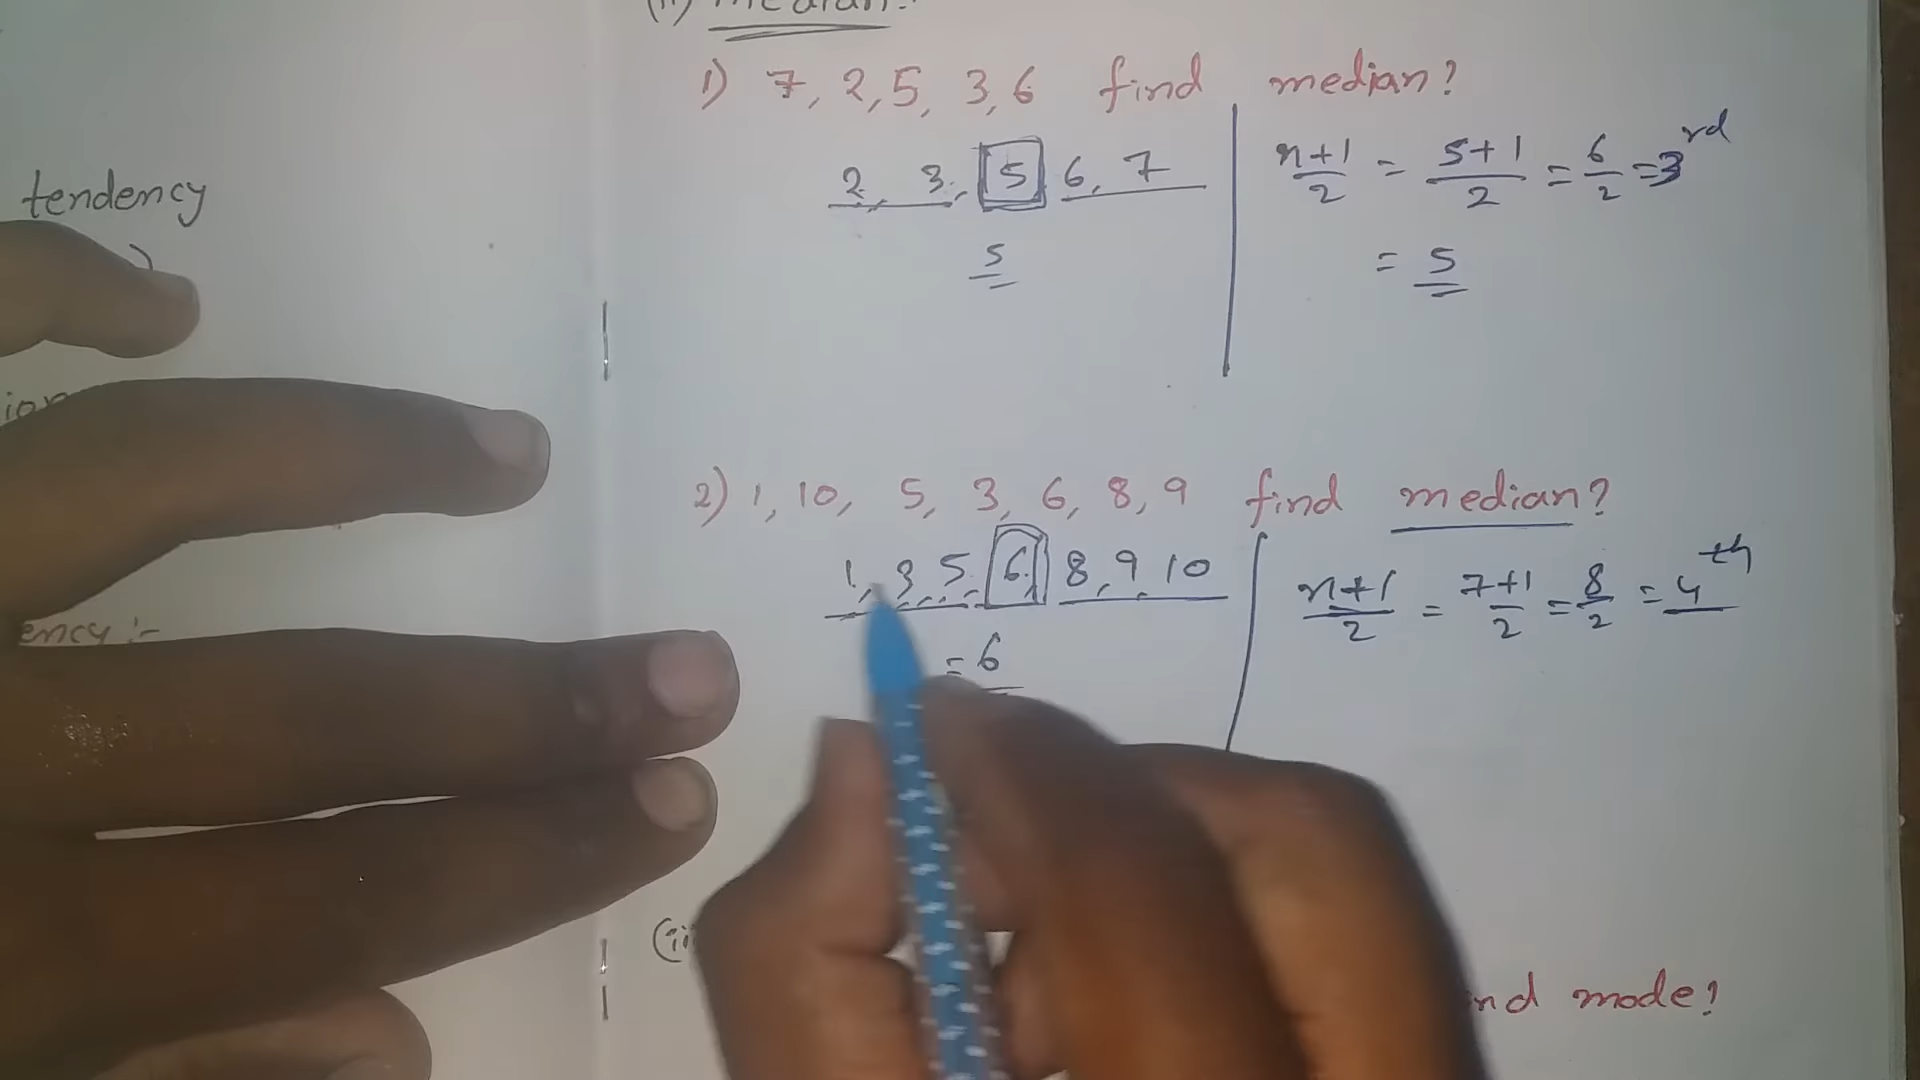 tendency
ency :-
(ii) median :-
1) 7, 2, 5, 3, 6 find median?
2, 3, 5 6, 7
5
n+1/2 = 5+1/2 = 6/2 = 3rd
= 5
2) 1, 10, 5, 3, 6, 8, 9 find median?
1, 3, 5, 6, 8, 9, 10
= 6
n+1/2 = 7+1/2 = 8/2 = 4th
nd mode?